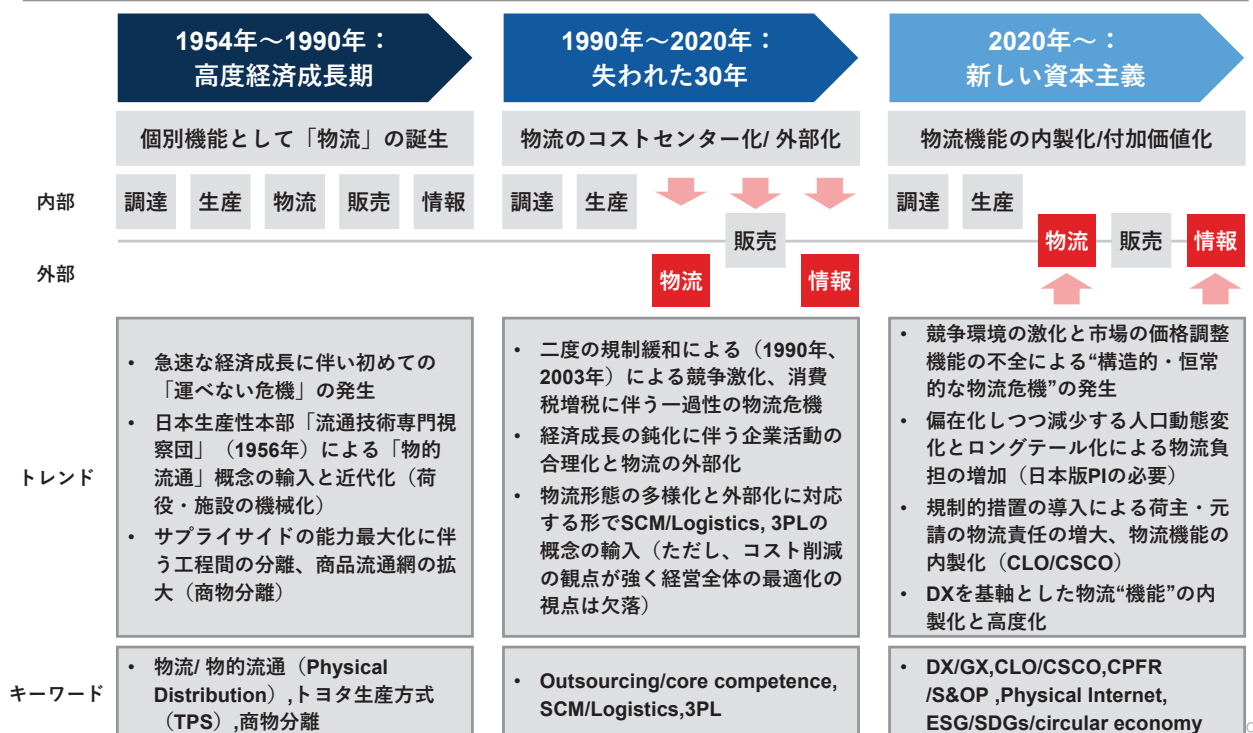 1954年～1990年：
高度経済成長期
1990年～2020年：
失われた30年
2020年～：
新しい資本主義
個別機能として「物流」の誕生
物流のコストセンター化/ 外部化
物流機能の内製化/付加価値化
内部
調達
生産
物流
販売
情報
調達
生産
販売
調達
生産
物流
販売
情報
外部
物流
情報
トレンド
• 急速な経済成長に伴い初めての
「運べない危機」の発生
• 日本生産性本部「流通技術専門視
察団」（1956年）による「物的
流通」概念の輸入と近代化（荷
役・施設の機械化）
• サプライサイドの能力最大化に伴
う工程間の分離、商品流通網の拡
大（商物分離）
• 二度の規制緩和による（1990年、
2003年）による競争激化、消費
税増税に伴う一過性の物流危機
• 経済成長の鈍化に伴う企業活動の
合理化と物流の外部化
• 物流形態の多様化と外部化に対応
する形でSCM/Logistics, 3PLの
概念の輸入（ただし、コスト削減
の観点が強く経営全体の最適化の
視点は欠落）
• 競争環境の激化と市場の価格調整
機能の不全による“構造的・恒常
的な物流危機”の発生
• 偏在化しつつ減少する人口動態変
化とロングテール化による物流負
担の増加（日本版PIの必要）
• 規制的措置の導入による荷主・元
請の物流責任の増大、物流機能の
内製化（CLO/CSCO）
• DXを基軸とした物流“機能”の内
製化と高度化
キーワード
• 物流/ 物的流通（Physical
Distribution）,トヨタ生産方式
（TPS）,商物分離
• Outsourcing/core competence,
SCM/Logistics,3PL
• DX/GX,CLO/CSCO,CPFR
/S&OP ,Physical Internet,
ESG/SDGs/circular economy